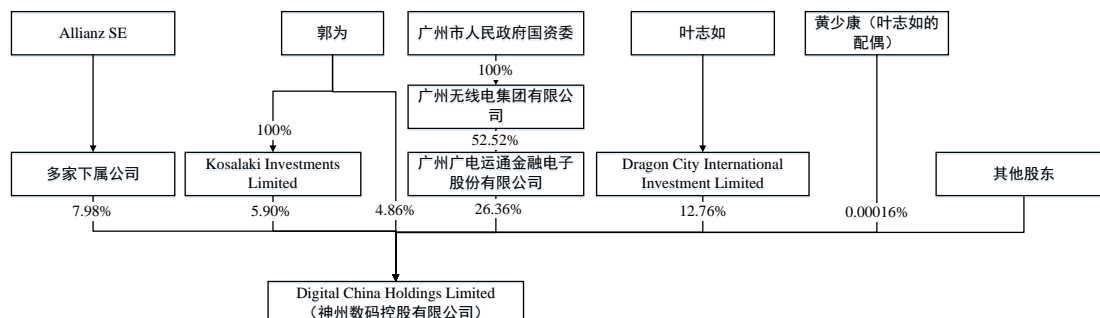 Allianz SE
郭为
广州市人民政府国资委
叶志如
黄少康（叶志如的
配偶）
100%
广州无线电集团有限公
司
100%
52.52%
多家下属公司
Kosalaki Investments
Limited
广州广电运通金融电子
股份有限公司
Dragon City International
Investment Limited
其他股东
7.98%
5.90%
4.86%
26.36%
12.76%
0.00016%
Digital China Holdings Limited
（神州数码控股有限公司）